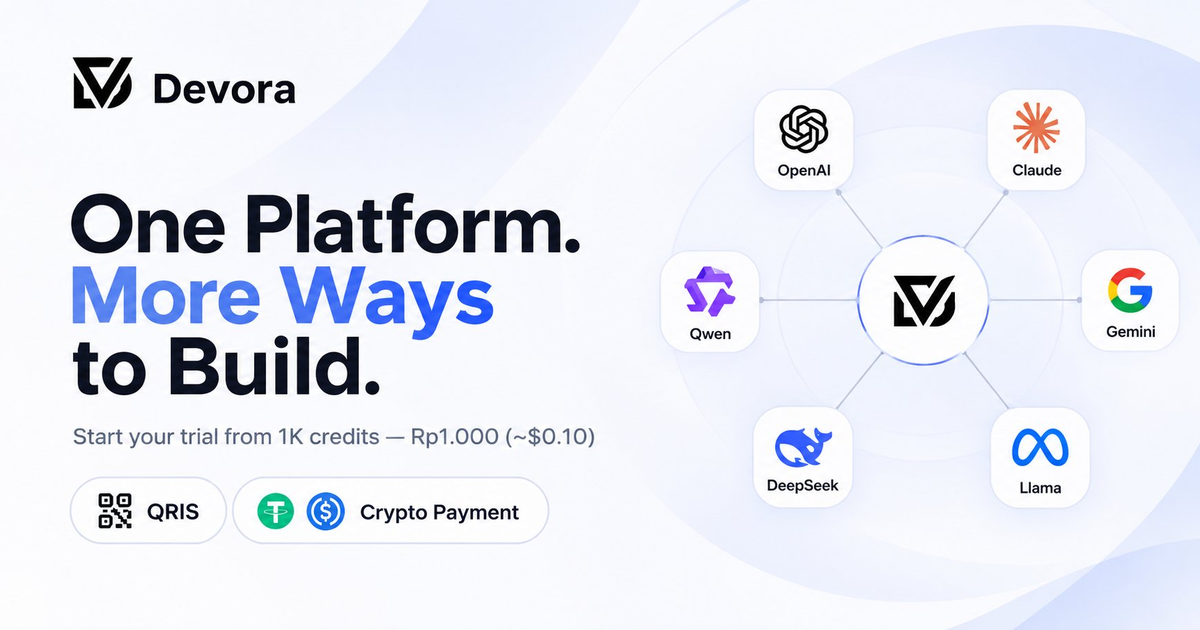 Devora
One Platform.
More Ways
to Build.
Start your trial from 1K credits — Rp1.000 (~$0.10)
QRIS
Crypto Payment
OpenAI
Claude
Qwen
Gemini
DeepSeek
Llama